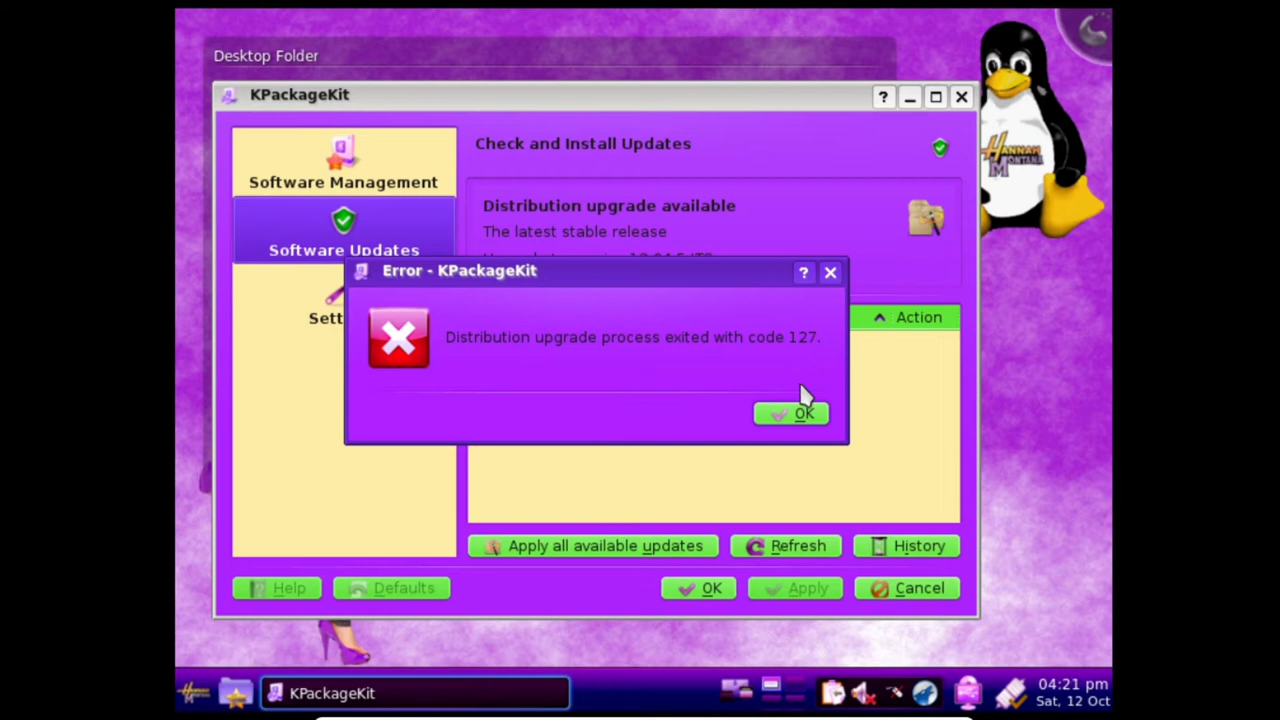 Desktop Folder
KPackageKit
?
Check and Install Updates
Software Management
Distribution upgrade available
The latest stable release
Software Updates
Error - KPackageKit
?
Sett
Action
Distribution upgrade process exited with code 127.
OK
Apply all available updates
Refresh
History
Help
Defaults
OK
Apply
Cancel
HANNAH
MONTANA
KPackageKit
04:21 pm
Sat, 12 Oct